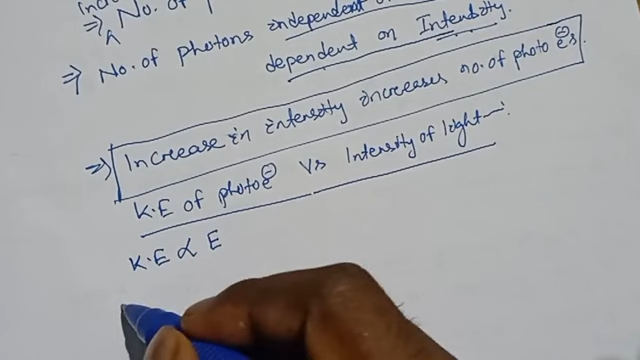 ⇒ No. of
⇒ No. of photons independent
dependent on Intensity.
⇒ Increase in intensity increases no. of photo e⊖s.
K.E of photo e⊖ Vs Intensity of light
K.E ∝ E